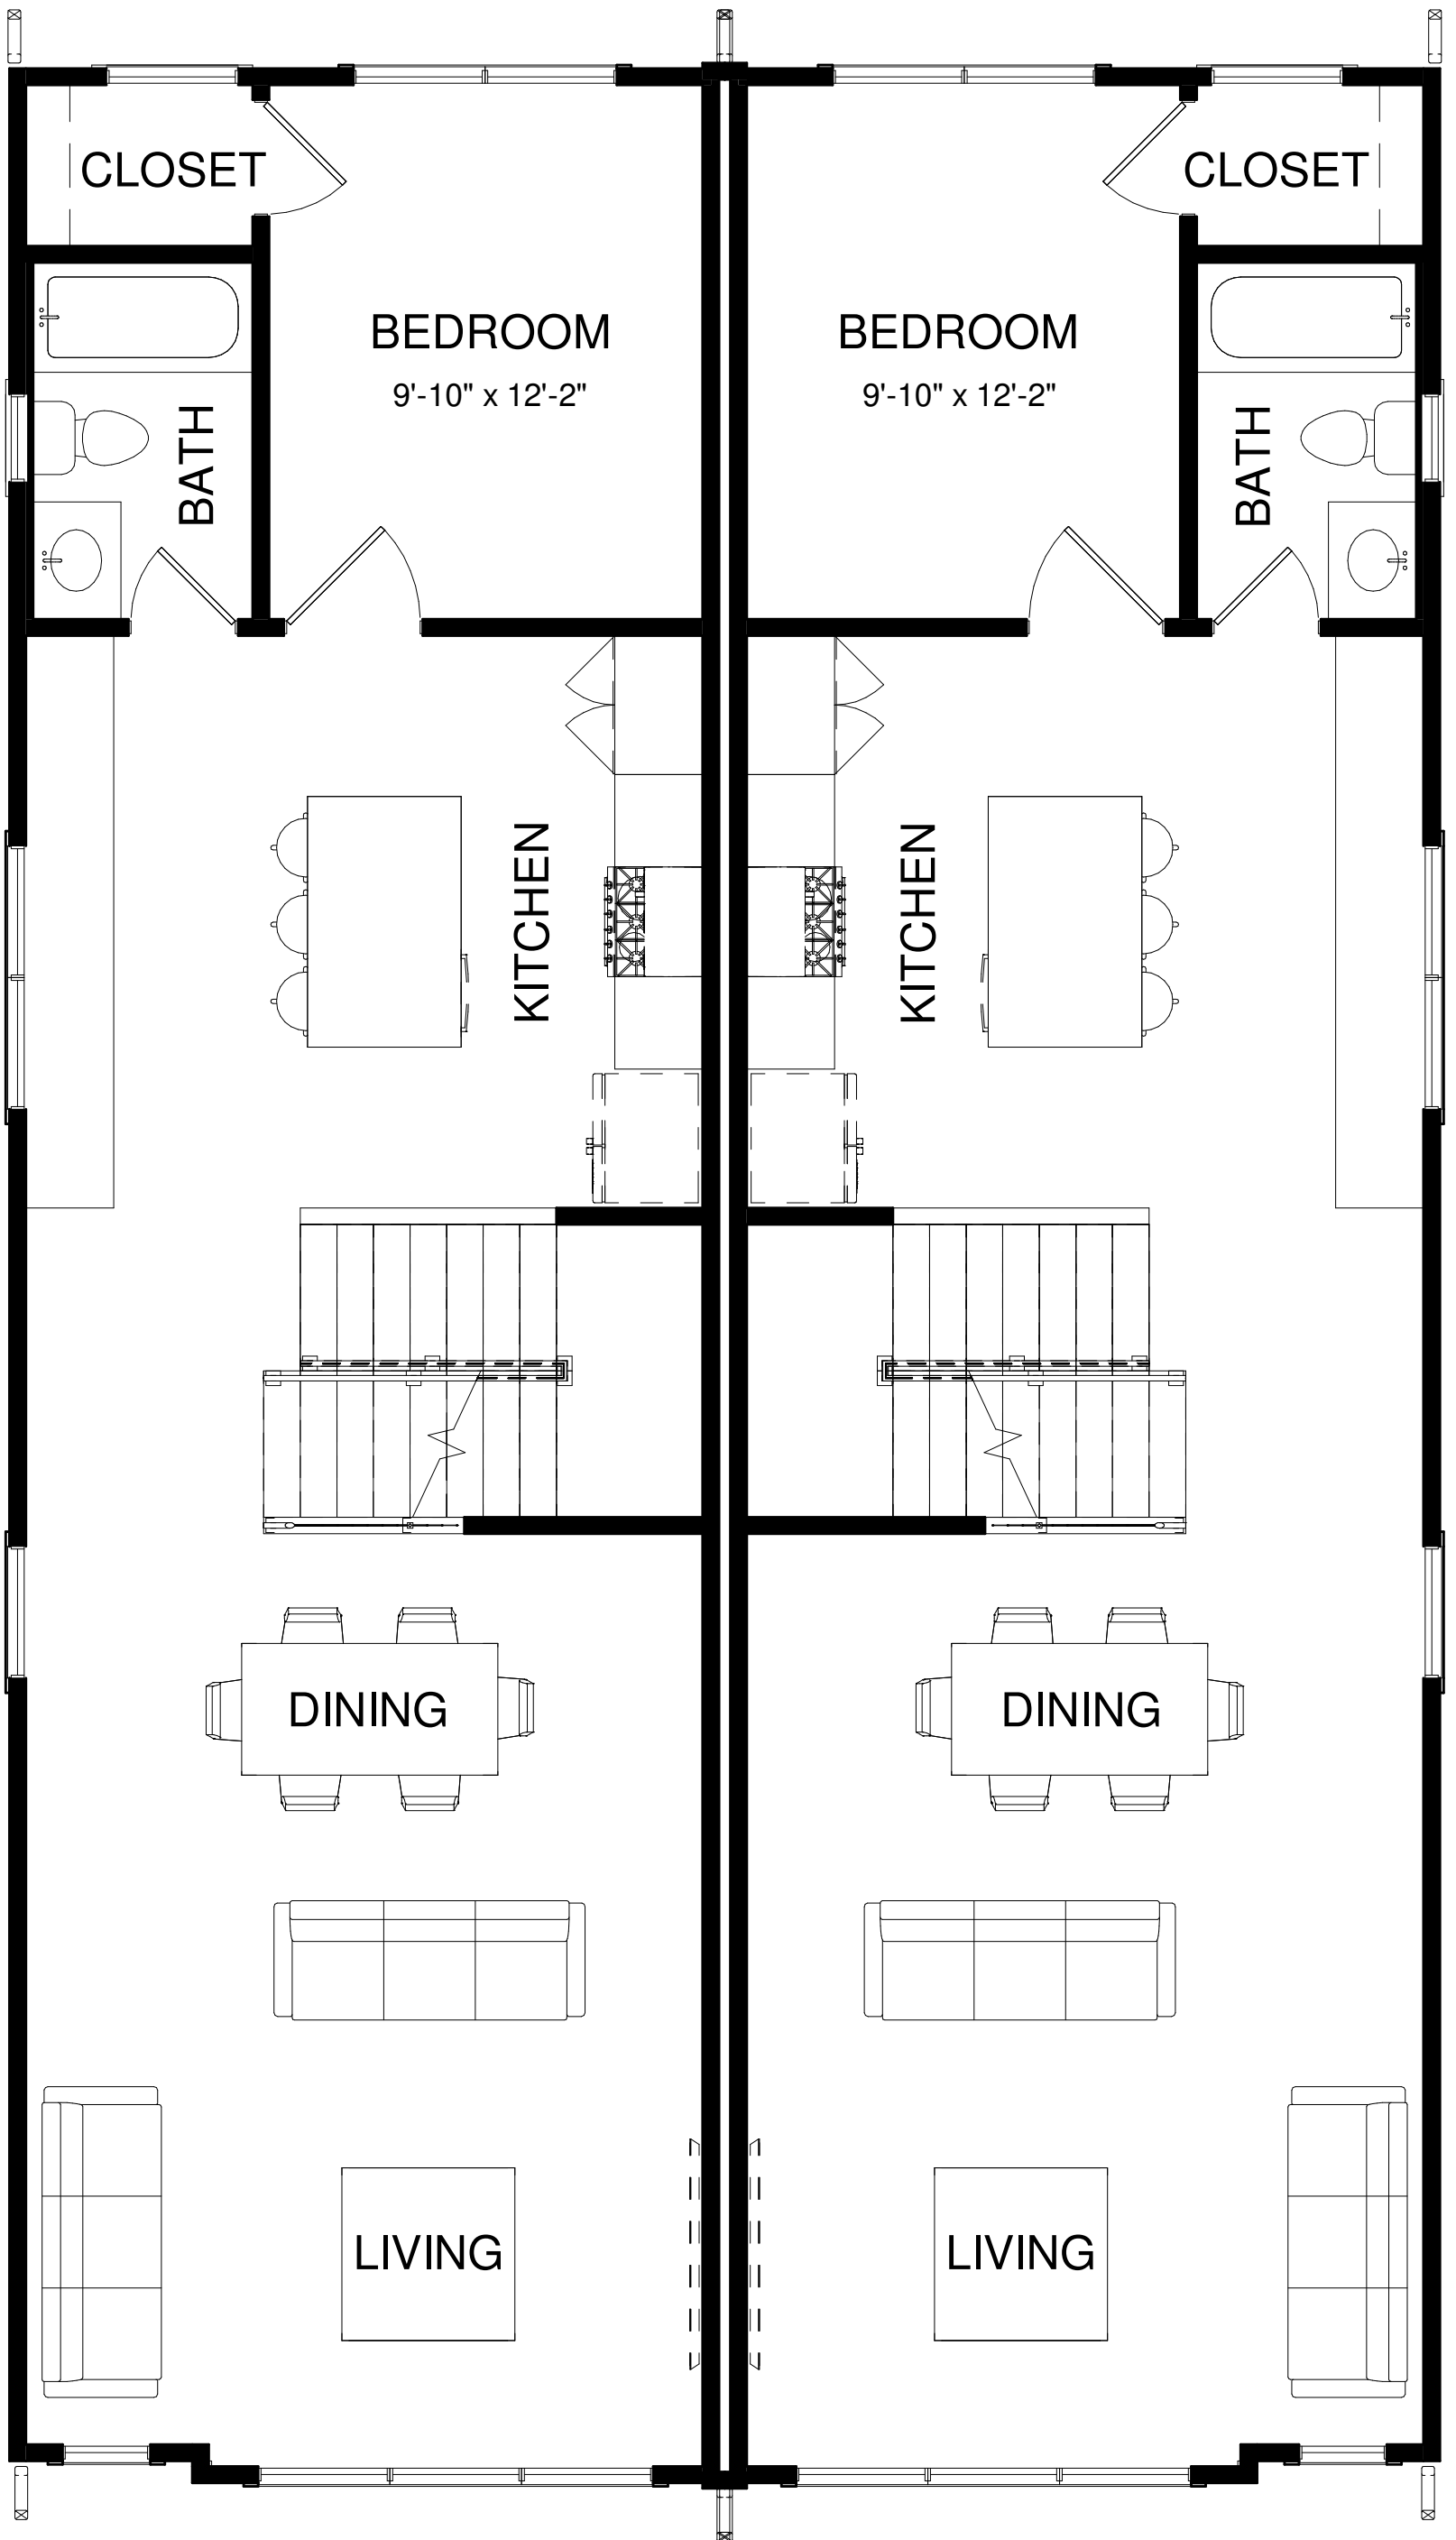 CLOSET
CLOSET
BEDROOM
9'-10" x 12'-2"
BEDROOM
9'-10" x 12'-2"
BATH
BATH
KITCHEN
KITCHEN
DINING
DINING
LIVING
LIVING